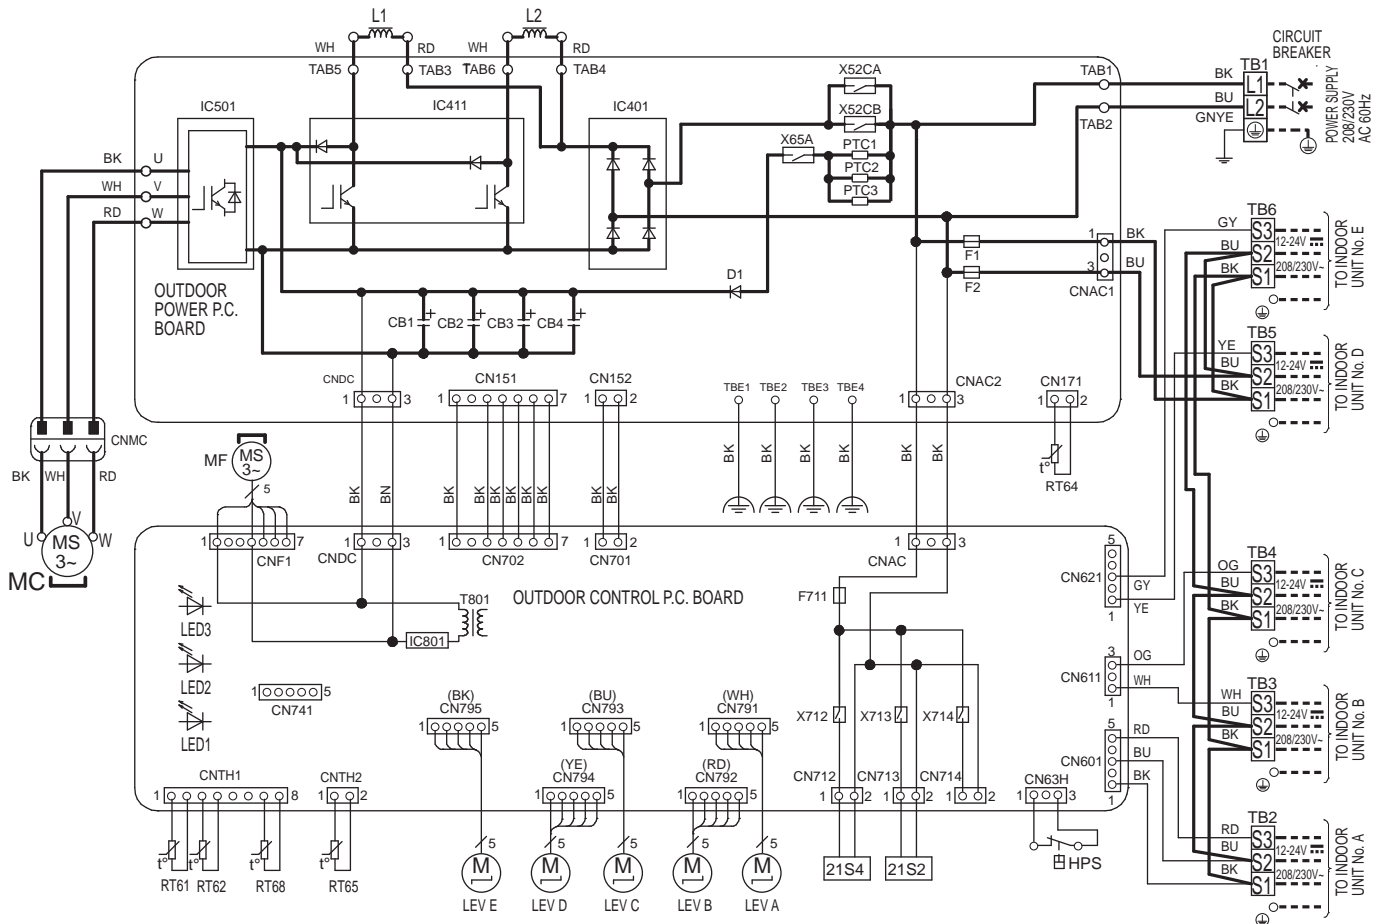 L1 L2
WH RD WH RD
TAB5 TAB3 TAB6 TAB4
CIRCUIT
BREAKER
TB1
TAB1 BK L1
BU L2
TAB2 GNYE
POWER SUPPLY
208/230V
AC 60Hz
X52CA
X52CB
X65A
PTC1
PTC2
PTC3
IC501 IC411 IC401
BK U
WH V
RD W
OUTDOOR
POWER P.C.
BOARD
D1
CB1 + CB2 + CB3 + CB4 +
F1
F2
1 BK
3 BU
CNAC1
CNDC
1 3
CN151
1 7
CN152
1 2
TBE1 TBE2 TBE3 TBE4
CNAC2
1 3
CN171
1 2
t°
RT64
CNMC
BK WH RD
U V W
MS
3~
MC
MF
MS
3~
5
BK BN
BK BK BK BK BK BK
BK BK
BK BK BK BK
BK BK
1 7
CNF1
1 3
CNDC
1 7
CN702
1 2
CN701
1 3
CNAC
OUTDOOR CONTROL P.C. BOARD
T801
IC801
F711
LED3
LED2
LED1
1 5
CN741
X712 X713 X714
CN712 CN713 CN714
1 2 1 2 1 2
21S4 21S2
(BK)
CN795
1 5
(BU)
CN793
1 5
(WH)
CN791
1 5
(YE)
CN794
1 5
(RD)
CN792
1 5
5 5 5 5 5
M M M M M
LEV E LEV D LEV C LEV B LEV A
CNTH1
1 8
CNTH2
1 2
t° t° t° t°
RT61 RT62 RT68 RT65
CN63H
1 3
HPS
5
CN621
GY
YE
1
3
OG
CN611
WH
1
5
RD
CN601
BU
BK
1
TB6
GY S3
BU S2
BK S1
12-24V
208/230V~
TO INDOOR
UNIT No. E
TB5
YE S3
BU S2
BK S1
12-24V
208/230V~
TO INDOOR
UNIT No. D
TB4
OG S3
BU S2
BK S1
12-24V
208/230V~
TO INDOOR
UNIT No. C
TB3
WH S3
BU S2
BK S1
12-24V
208/230V~
TO INDOOR
UNIT No. B
TB2
RD S3
BU S2
BK S1
12-24V
208/230V~
TO INDOOR
UNIT No. A